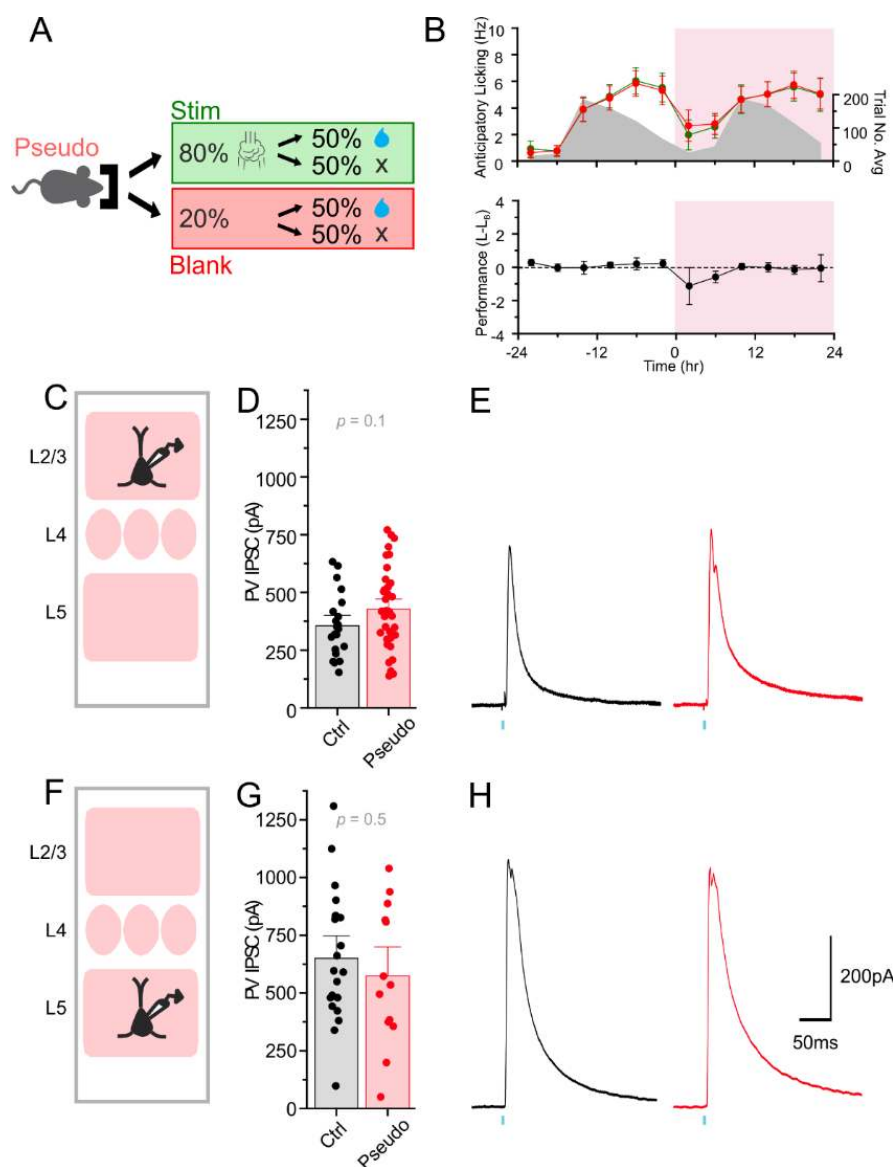 A
Pseudo
Stim
80%
50%
50% x
20%
50%
50% x
Blank
B
Anticipatory Licking (Hz)
10
8
6
4
2
0
Trial No. Avg
200
100
0
Performance (L-LB)
4
2
0
-2
-4
-24 -12 0 12 24
Time (hr)
C
L2/3
L4
L5
D
p = 0.1
PV IPSC (pA)
1250
1000
750
500
250
0
Ctrl
Pseudo
E
F
L2/3
L4
L5
G
p = 0.5
PV IPSC (pA)
1250
1000
750
500
250
0
Ctrl
Pseudo
H
200pA
50ms